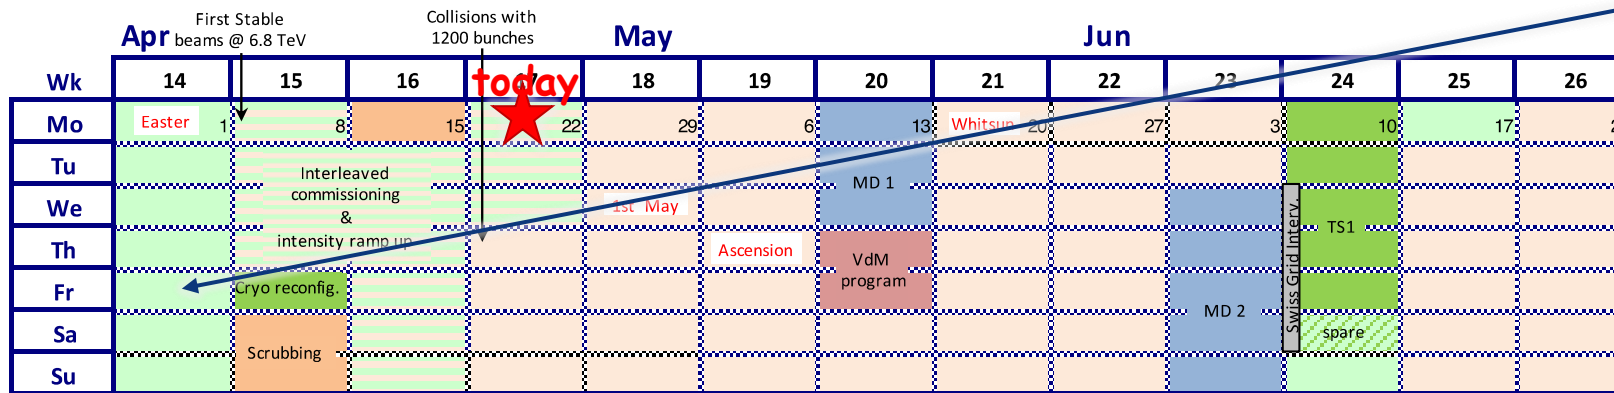 First Stable
beams @ 6.8 TeV
Collisions with
1200 bunches
Apr May Jun
Wk 14 15 16 17 18 19 20 21 22 23 24 25 26
today
Mo Easter 1 8 15 22 29 6 13 Whitsun 20 27 3 10 17
Tu
We
Th
Fr
Sa
Su
Interleaved
commissioning
&
intensity ramp up
Cryo reconfig.
Scrubbing
1st May
Ascension
MD 1
VdM
program
MD 2
Swiss Grid Interv.
TS1
spare